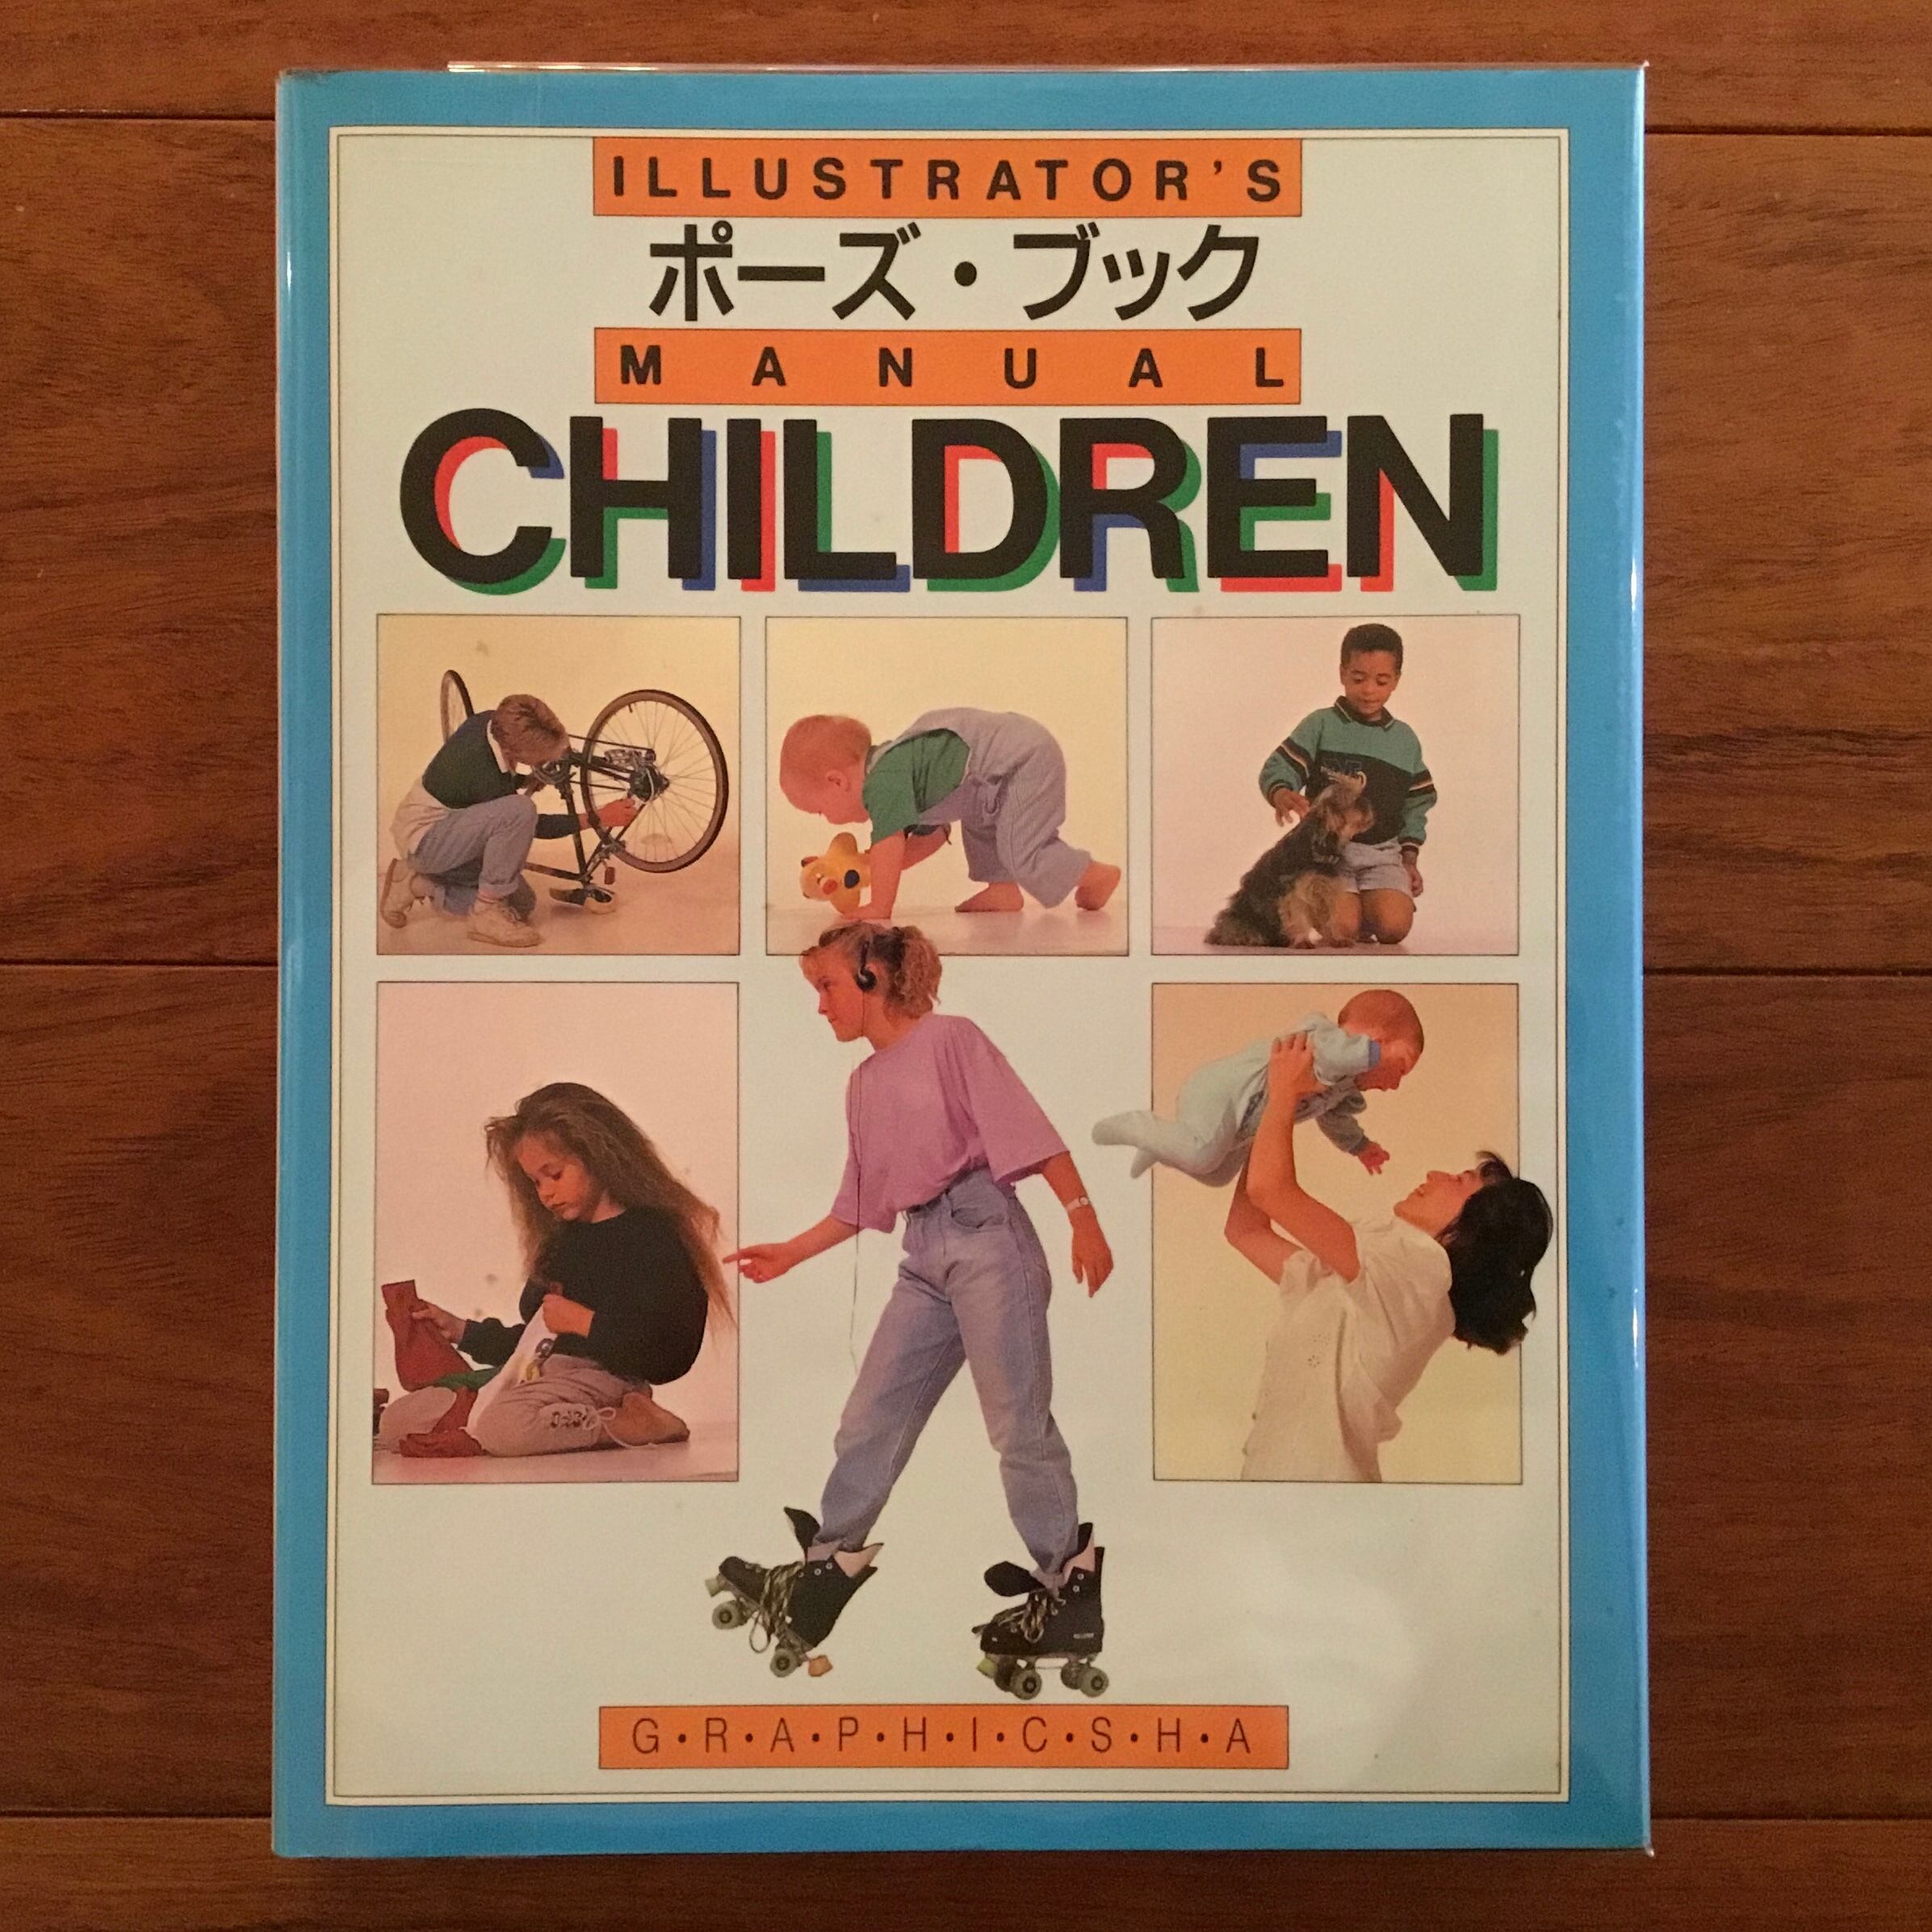 ILLUSTRATOR'S
ポーズ・ブック
MANUAL
CHILDREN
G・R・A・P・H・I・C・S・H・A